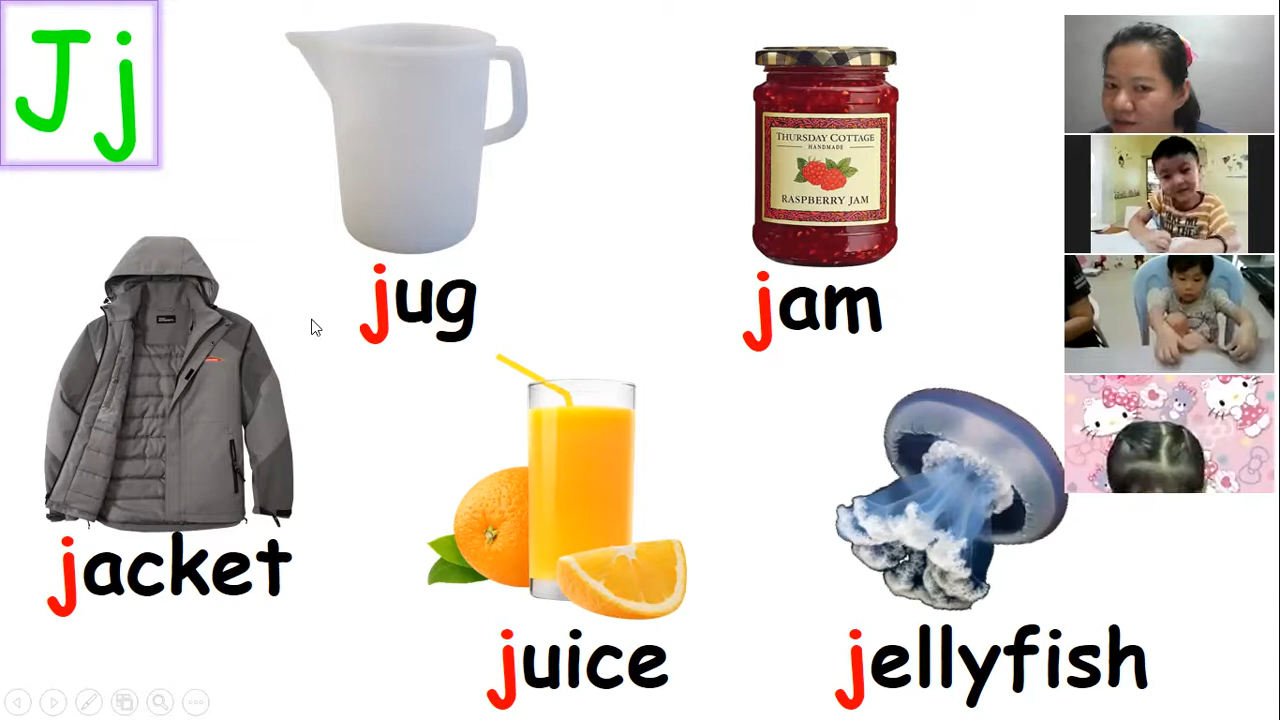 Jj
jug
THURSDAY COTTAGE
HANDMADE
RASPBERRY JAM
jam
jacket
juice
jellyfish